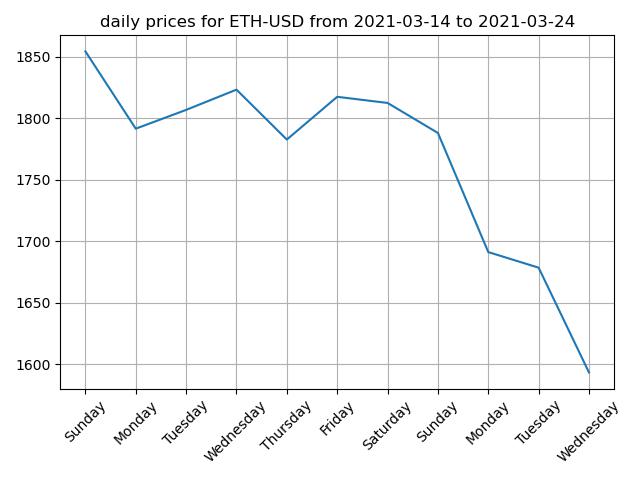 daily prices for ETH-USD from 2021-03-14 to 2021-03-24
1850
1800
1750
1700
1650
1600
Sunday
Monday
Tuesday
Wednesday
Thursday
Friday
Saturday
Sunday
Monday
Tuesday
Wednesday